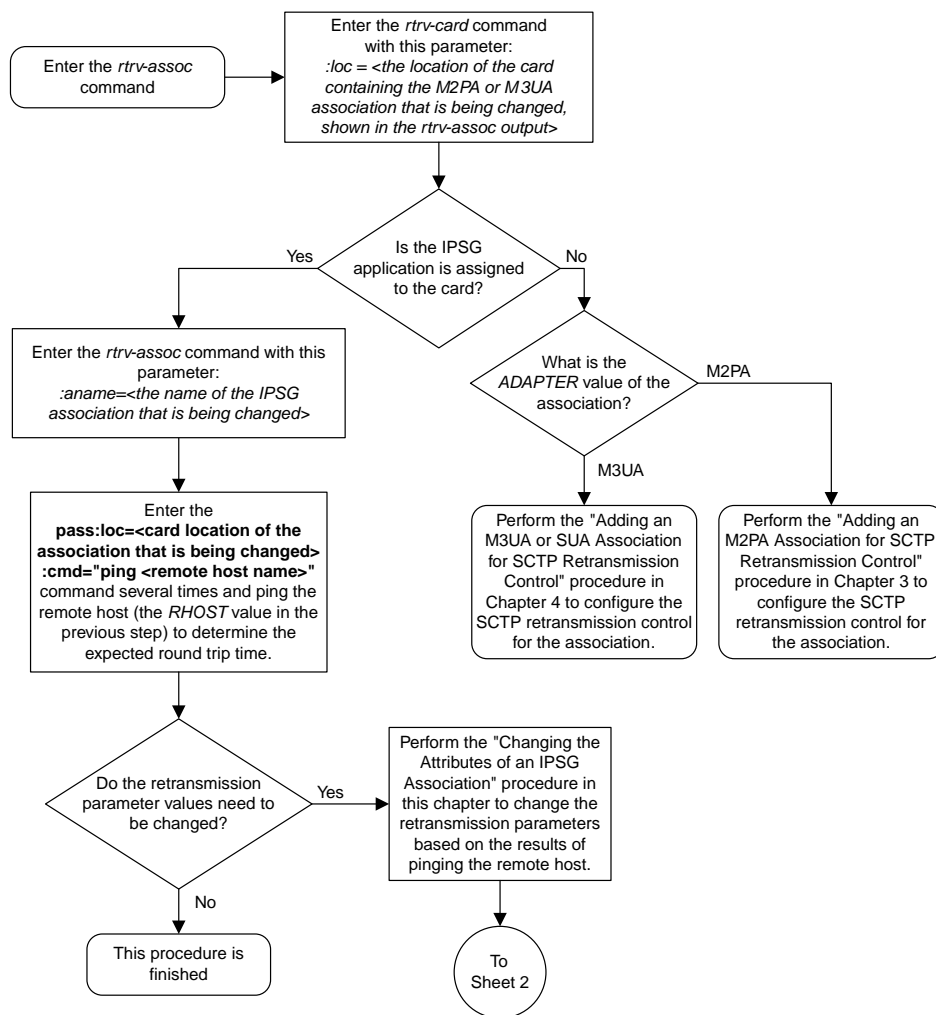 Enter the rtrv-assoc
command
Enter the rtrv-card command
with this parameter:
:loc = <the location of the card
containing the M2PA or M3UA
association that is being changed,
shown in the rtrv-assoc output>
Is the IPSG
application is assigned
to the card?
Yes
No
Enter the rtrv-assoc command with this
parameter:
:aname=<the name of the IPSG
association that is being changed>
What is the
ADAPTER value of the
association?
M2PA
M3UA
Enter the
pass:loc=<card location of the
association that is being changed>
:cmd="ping <remote host name>"
command several times and ping the
remote host (the RHOST value in the
previous step) to determine the
expected round trip time.
Perform the "Adding an
M3UA or SUA Association
for SCTP Retransmission
Control" procedure in
Chapter 4 to configure the
SCTP retransmission control
for the association.
Perform the "Adding an
M2PA Association for SCTP
Retransmission Control"
procedure in Chapter 3 to
configure the SCTP
retransmission control for
the association.
Do the retransmission
parameter values need to
be changed?
Yes
Perform the "Changing the
Attributes of an IPSG
Association" procedure in
this chapter to change the
retransmission parameters
based on the results of
pinging the remote host.
No
This procedure is
finished
To
Sheet 2